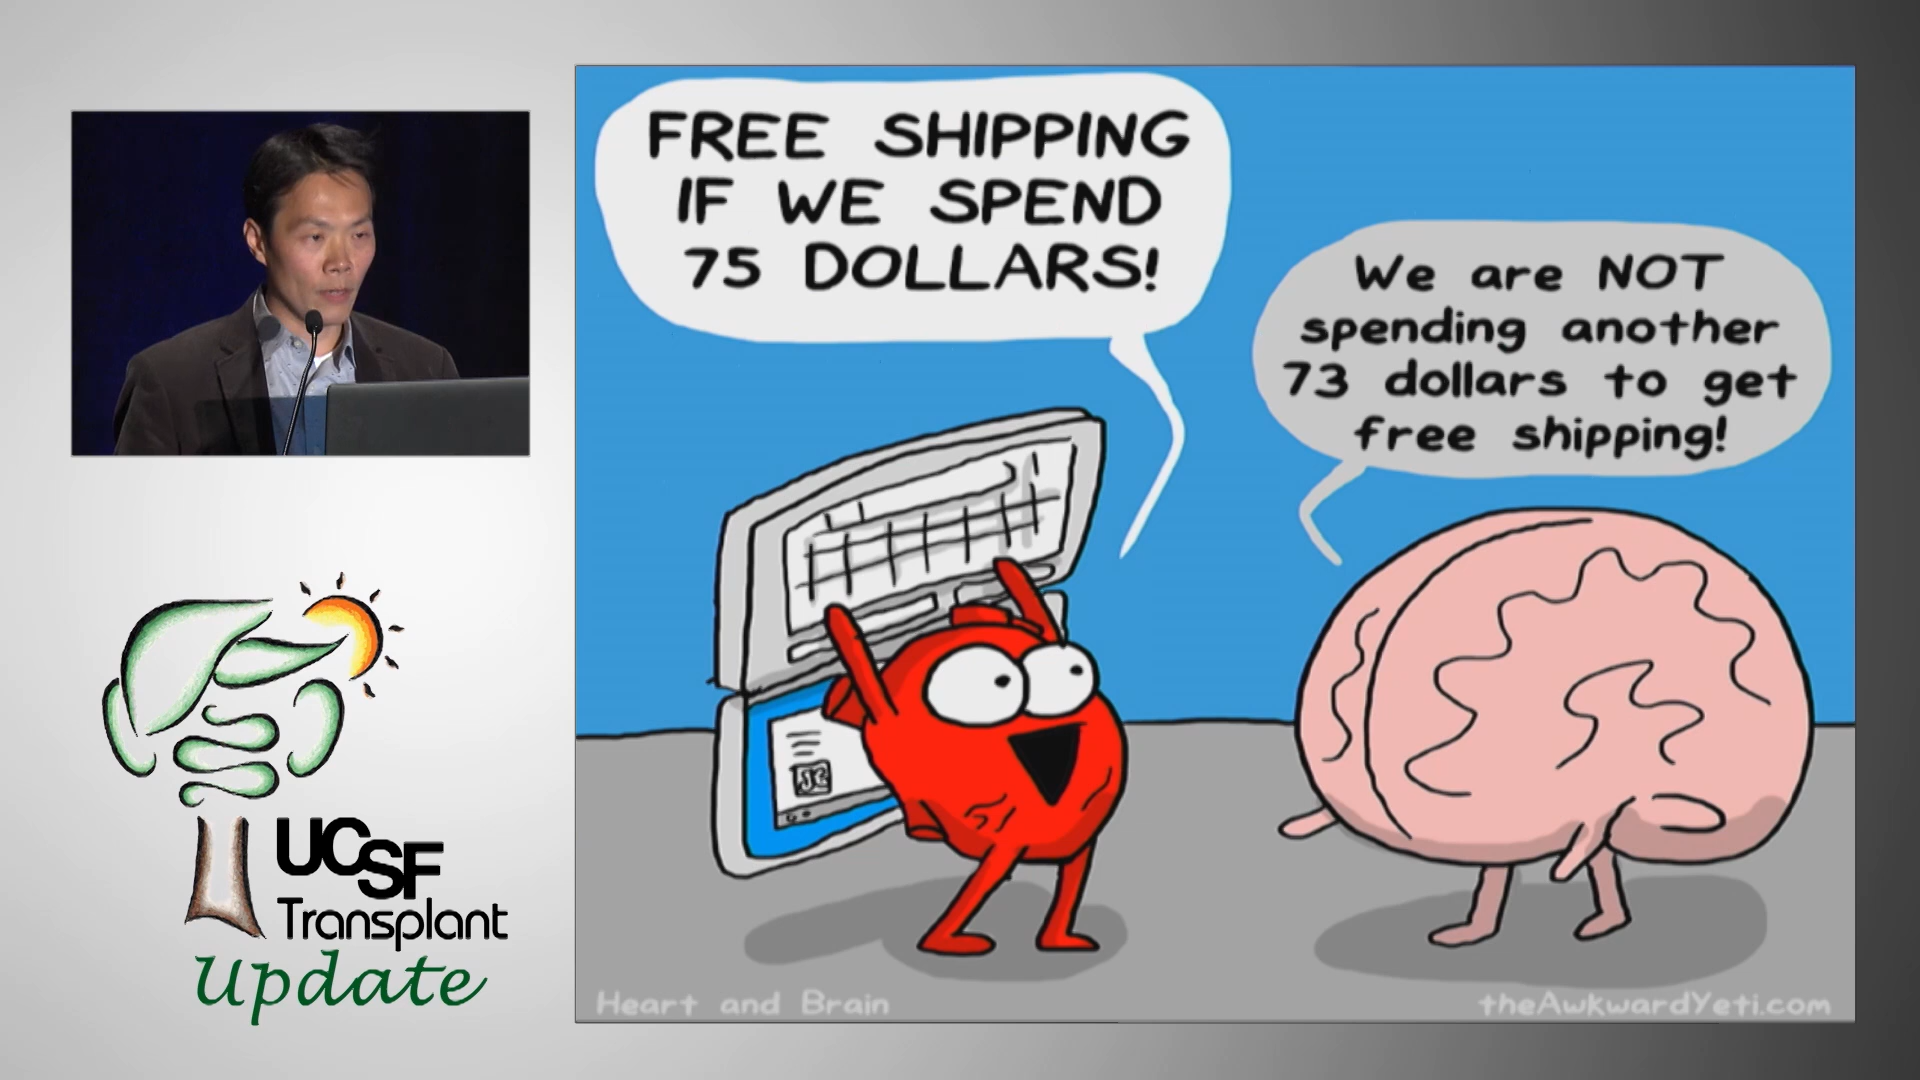 FREE SHIPPING
IF WE SPEND
75 DOLLARS!
We are NOT
spending another
73 dollars to get
free shipping!
Heart and Brain
theAwkwardYeti.com
UCSF
Transplant
Update